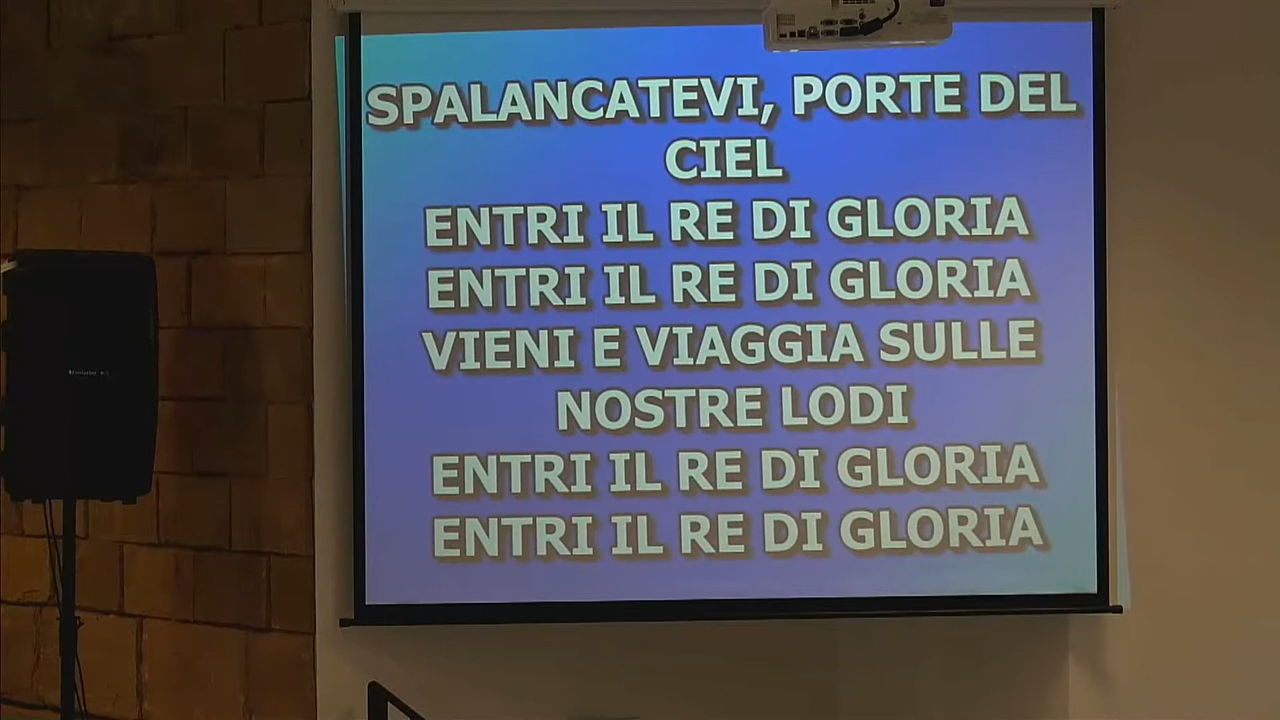 SPALANCATEVI, PORTE DEL
CIEL
ENTRI IL RE DI GLORIA
ENTRI IL RE DI GLORIA
VIENI E VIAGGIA SULLE
NOSTRE LODI
ENTRI IL RE DI GLORIA
ENTRI IL RE DI GLORIA